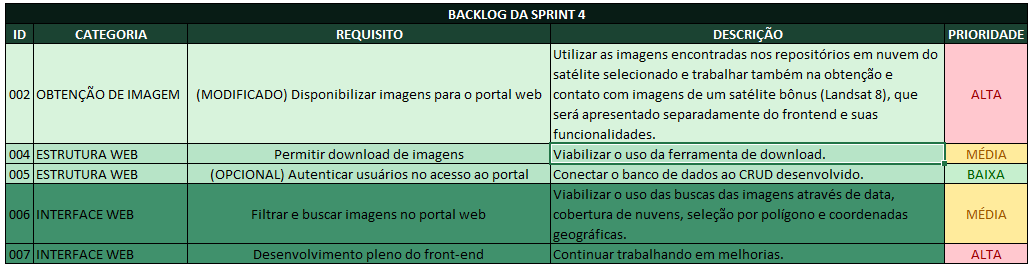 BACKLOG DA SPRINT 4
ID CATEGORIA REQUISITO DESCRIÇÃO PRIORIDADE
002 OBTENÇÃO DE IMAGEM (MODIFICADO) Disponibilizar imagens para o portal web
Utilizar as imagens encontradas nos repositórios em nuvem do
satélite selecionado e trabalhar também na obtenção e
contato com imagens de um satélite bônus (Landsat 8), que
será apresentado separadamente do frontend e suas
funcionalidades.
ALTA
004 ESTRUTURA WEB Permitir download de imagens Viabilizar o uso da ferramenta de download. MÉDIA
005 ESTRUTURA WEB (OPCIONAL) Autenticar usuários no acesso ao portal Conectar o banco de dados ao CRUD desenvolvido. BAIXA
006 INTERFACE WEB Filtrar e buscar imagens no portal web
Viabilizar o uso das buscas das imagens através de data,
cobertura de nuvens, seleção por polígono e coordenadas
geográficas.
MÉDIA
007 INTERFACE WEB Desenvolvimento pleno do front-end Continuar trabalhando em melhorias. ALTA